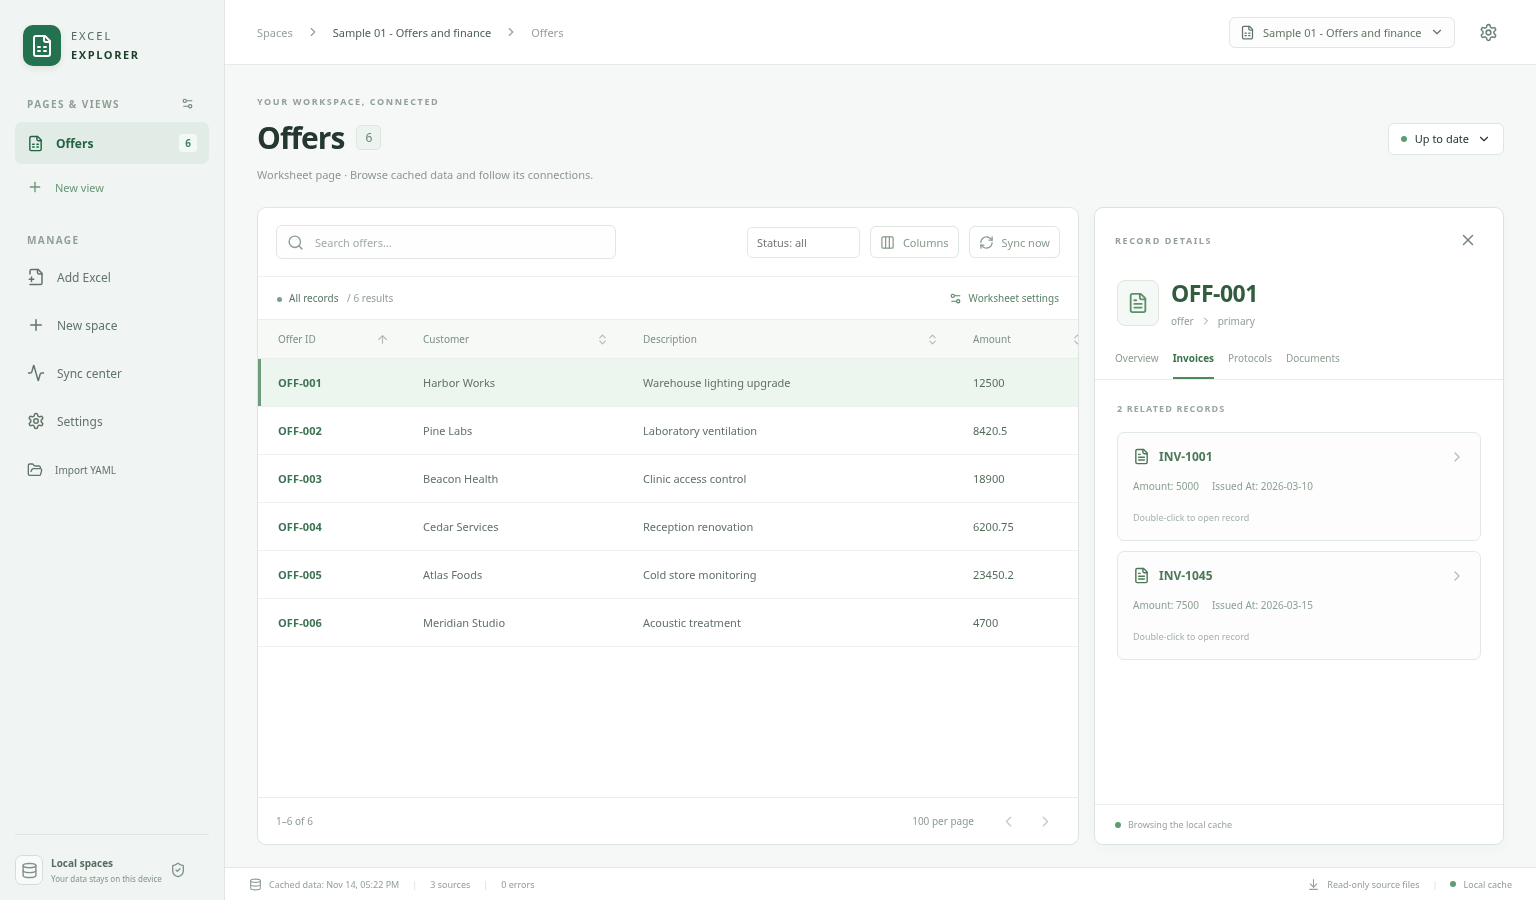 EXCEL
EXPLORER
PAGES & VIEWS
Offers 6
New view
MANAGE
Add Excel
New space
Sync center
Settings
Import YAML
Local spaces
Your data stays on this device
Spaces > Sample 01 - Offers and finance > Offers
Sample 01 - Offers and finance
YOUR WORKSPACE, CONNECTED
Offers 6
Up to date
Worksheet page · Browse cached data and follow its connections.
Search offers...
Status: all
Columns
Sync now
All records / 6 results
Worksheet settings
Offer ID Customer Description Amount
OFF-001 Harbor Works Warehouse lighting upgrade 12500
OFF-002 Pine Labs Laboratory ventilation 8420.5
OFF-003 Beacon Health Clinic access control 18900
OFF-004 Cedar Services Reception renovation 6200.75
OFF-005 Atlas Foods Cold store monitoring 23450.2
OFF-006 Meridian Studio Acoustic treatment 4700
1–6 of 6
100 per page
RECORD DETAILS
OFF-001
offer > primary
Overview Invoices Protocols Documents
2 RELATED RECORDS
INV-1001
Amount: 5000 Issued At: 2026-03-10
Double-click to open record
INV-1045
Amount: 7500 Issued At: 2026-03-15
Double-click to open record
Browsing the local cache
Cached data: Nov 14, 05:22 PM | 3 sources | 0 errors
Read-only source files | Local cache